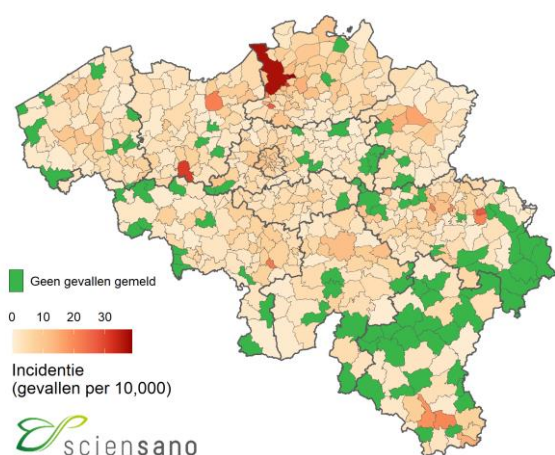 Geen gevallen gemeld
0 10 20 30
Incidentie
(gevallen per 10,000)
sciensano